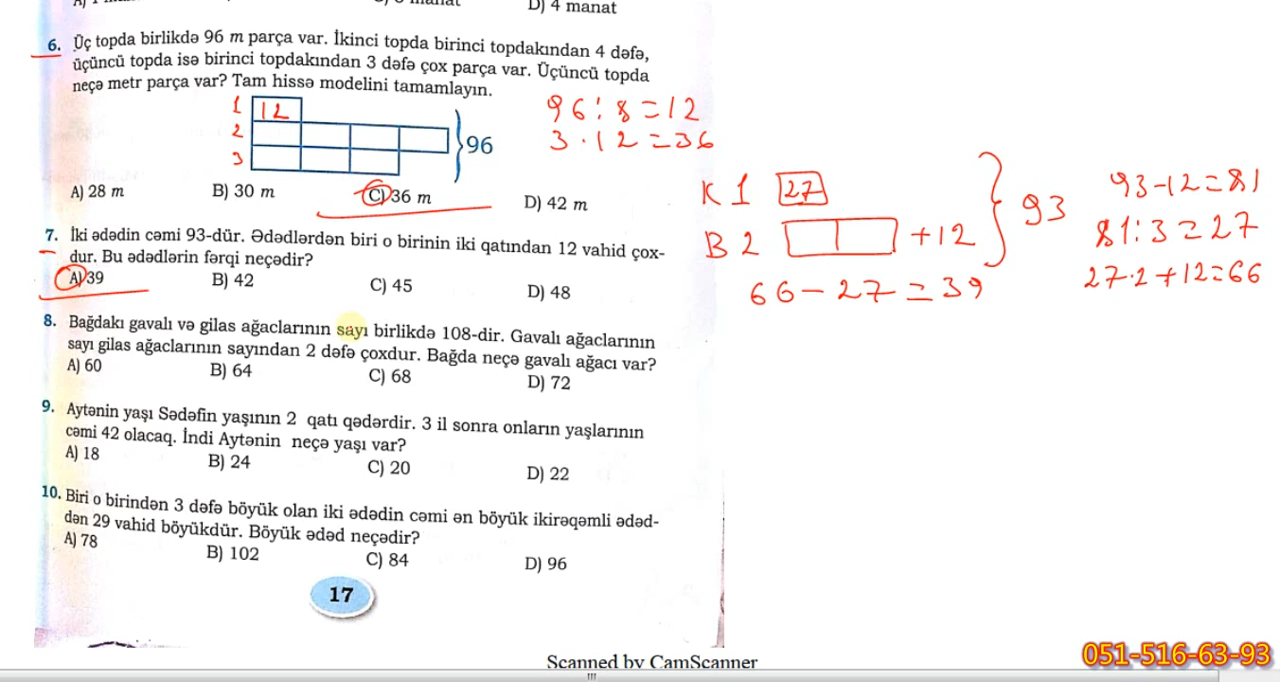 D) 4 manat
6. Üç topda birlikdə 96 m parça var. İkinci topda birinci topdakından 4 dəfə,
üçüncü topda isə birinci topdakından 3 dəfə çox parça var. Üçüncü topda
neçə metr parça var? Tam hissə modelini tamamlayın.
1 12
2
3
96
96:8=12
3·12=36
A) 28 m B) 30 m C) 36 m D) 42 m
7. İki ədədin cəmi 93-dür. Ədədlərdən biri o birinin iki qatından 12 vahid çox-
dur. Bu ədədlərin fərqi neçədir?
A) 39 B) 42 C) 45 D) 48
K 1 27
B 2 +12
93
66-27=39
93-12=81
81:3=27
27·2+12=66
8. Bağdakı gavalı və gilas ağaclarının sayı birlikdə 108-dir. Gavalı ağaclarının
sayı gilas ağaclarının sayından 2 dəfə çoxdur. Bağda neçə gavalı ağacı var?
A) 60 B) 64 C) 68 D) 72
9. Aytənin yaşı Sədəfin yaşının 2 qatı qədərdir. 3 il sonra onların yaşlarının
cəmi 42 olacaq. İndi Aytənin neçə yaşı var?
A) 18 B) 24 C) 20 D) 22
10. Biri o birindən 3 dəfə böyük olan iki ədədin cəmi ən böyük ikirəqəmli ədəd-
dən 29 vahid böyükdür. Böyük ədəd neçədir?
A) 78 B) 102 C) 84 D) 96
17
Scanned by CamScanner
051-516-63-93